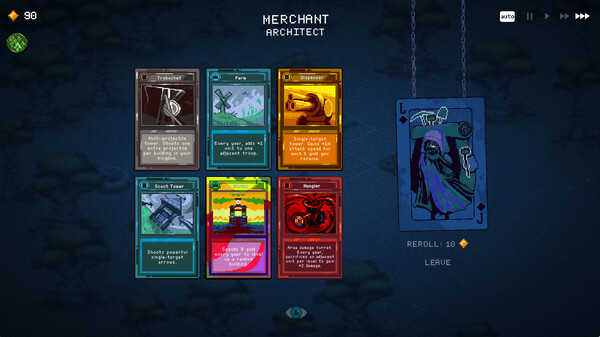 90
MERCHANT
ARCHITECT
auto
Trebuchet
Farm
Dispenser
Multi-projectile
tower. Shoots one
extra projectile
per building in your
kingdom.
Every year, adds +1
unit to one
adjacent troop.
Single-target
tower. Gains +1%
attack speed for
each 1 gold you
receive.
Scout Tower
Mangler
Shoots powerful
single-target
arrows.
Spends 9 gold
every year to level
up a random
building.
Area damage turret.
Every year,
sacrifices an adjacent
unit per level to gain
+2 damage.
L
J
REROLL: 10
LEAVE